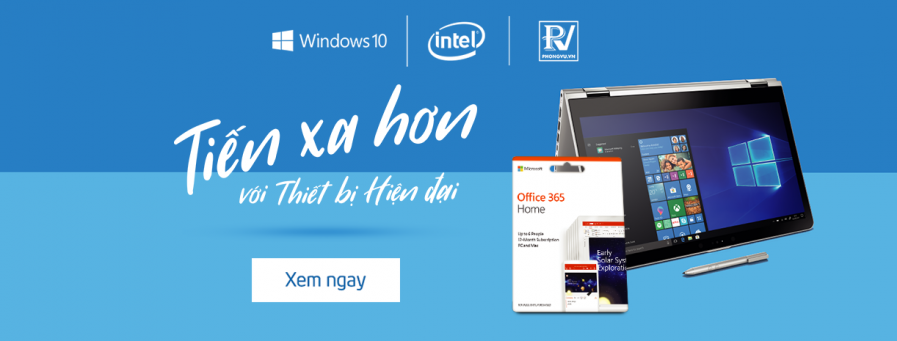 Windows 10
intel
PV
PHONGVU.VN
Tiến xa hơn
với Thiết bị Hiện đại
Xem ngay
Microsoft
Office 365
Home
Up to 6 People
12-Month Subscription
PC and Mac
Early
Solar Sys
Explorati